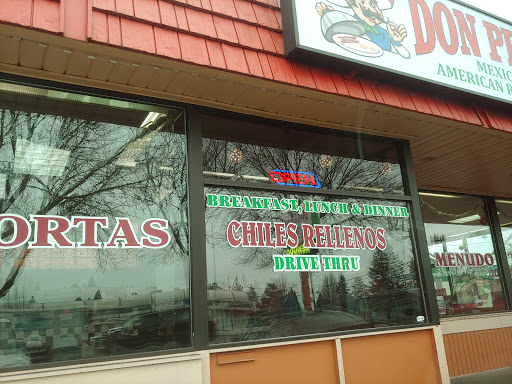 DON
MEXIC
AMERICAN R
OPEN
BREAKFAST, LUNCH & DINNER
ORTAS
CHILES RELLENOS
DRIVE THRU
MENUDO